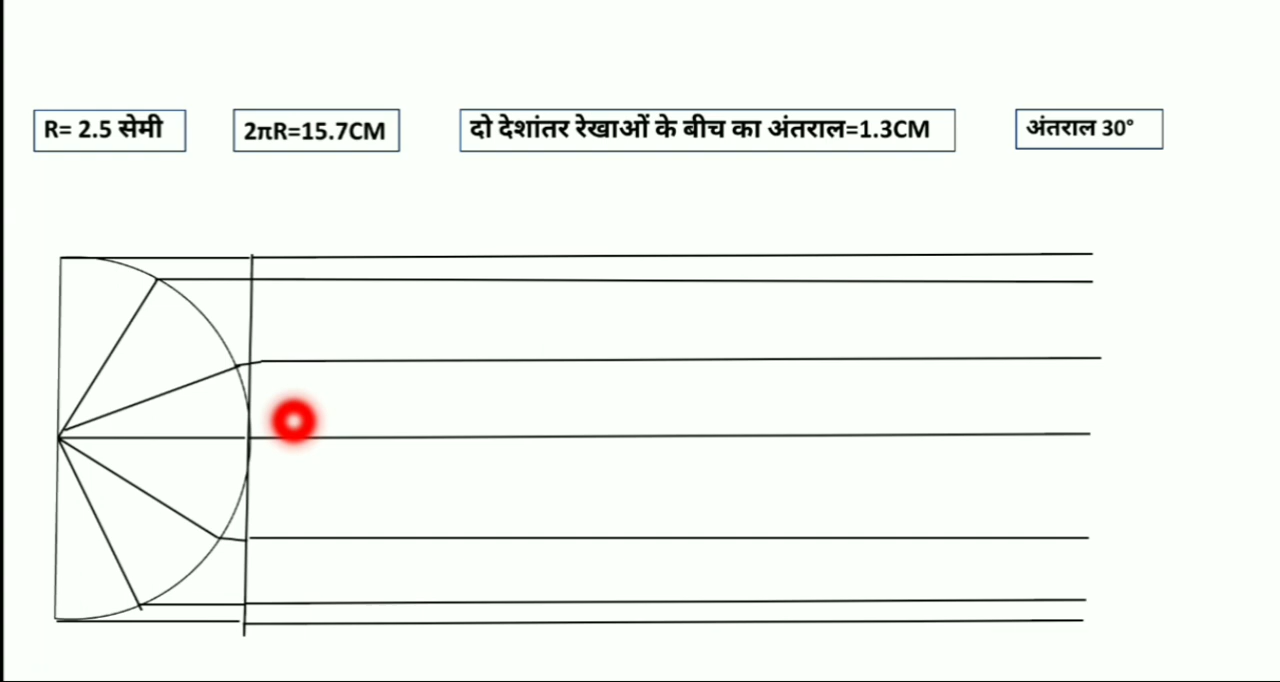 R= 2.5 सेमी
2πR=15.7CM
दो देशांतर रेखाओं के बीच का अंतराल=1.3CM
अंतराल 30°